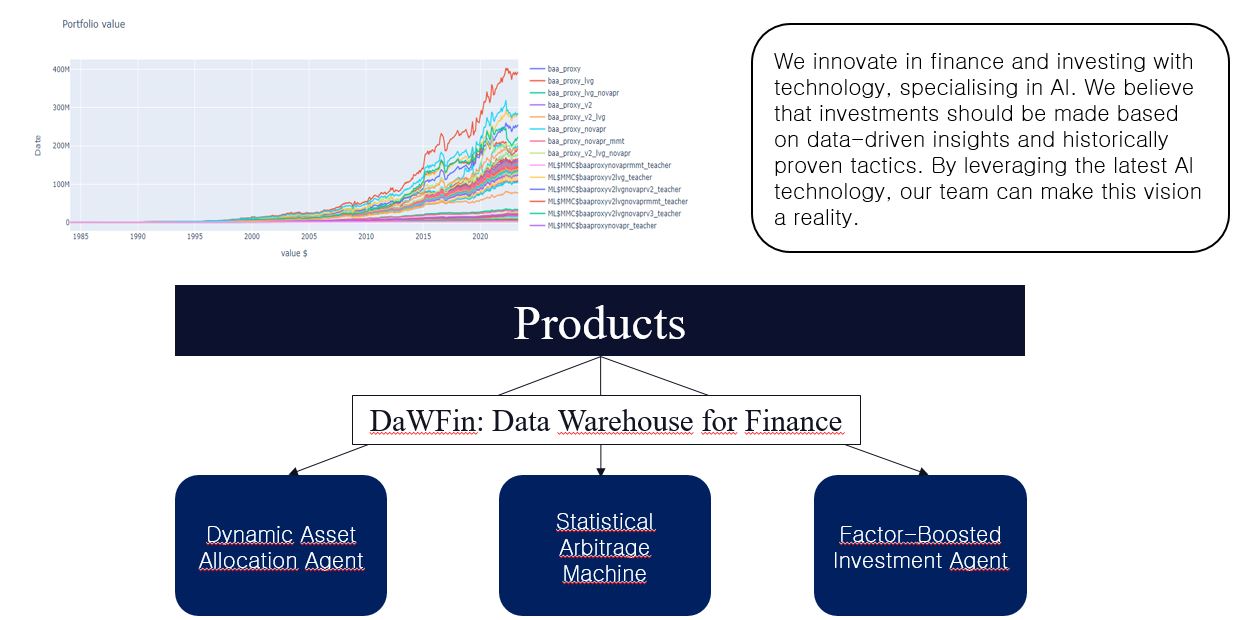 Portfolio value
Date
400M
300M
200M
100M
0
1985 1990 1995 2000 2005 2010 2015 2020
value $
baa_proxy
baa_proxy_lvg
baa_proxy_lvg_novapr
baa_proxy_v2
baa_proxy_v2_lvg
baa_proxy_novapr
baa_proxy_novapr_mmt
baa_proxy_v2_lvg_novapr
ML$MMC$baaproxynovaprmmt_teacher
ML$MMC$baaproxyv2lvg_teacher
ML$MMC$baaproxyv2lvgnovaprv2_teacher
ML$MMC$baaproxyv2lvgnovaprmmt_teacher
ML$MMC$baaproxyv2lvgnovaprv3_teacher
ML$MMC$baaproxynovapr_teacher
We innovate in finance and investing with
technology, specialising in AI. We believe
that investments should be made based
on data-driven insights and historically
proven tactics. By leveraging the latest AI
technology, our team can make this vision
a reality.
Products
DaWFin: Data Warehouse for Finance
Dynamic Asset
Allocation Agent
Statistical
Arbitrage
Machine
Factor-Boosted
Investment Agent